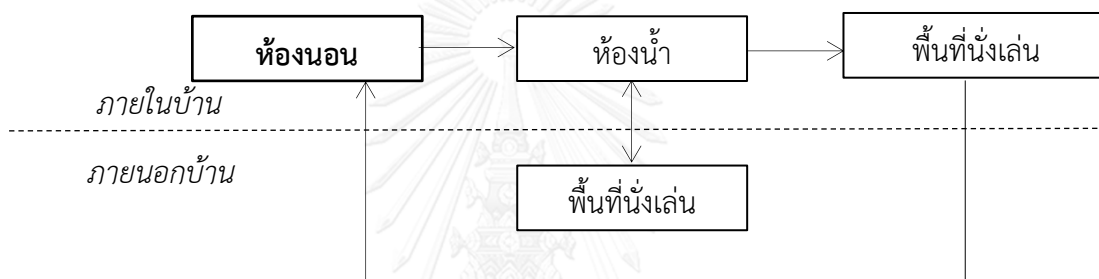 ห้องนอน
ห้องน้ำ
พื้นที่นั่งเล่น
ภายในบ้าน
ภายนอกบ้าน
พื้นที่นั่งเล่น